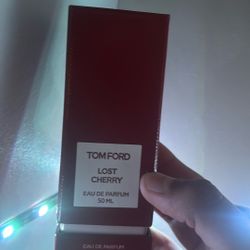 TOM FORD
LOST
CHERRY
EAU DE PARFUM
50 ML
EAU DE PARFUM